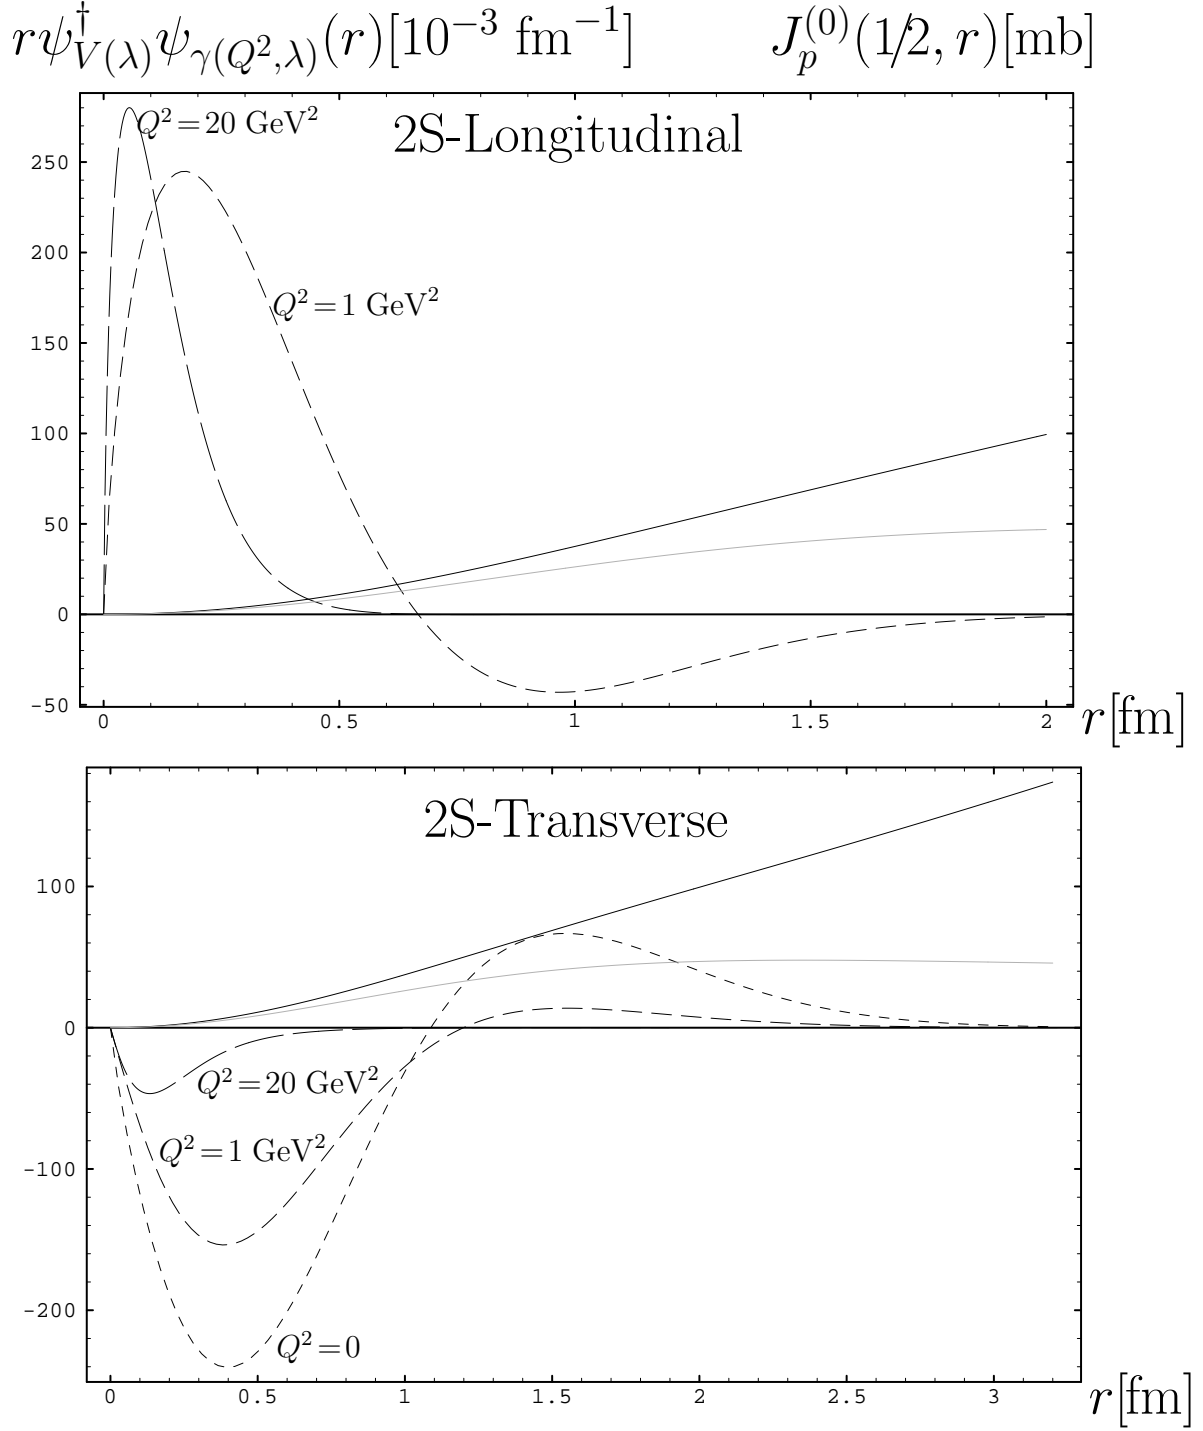 rψ†V(λ)ψγ(Q²,λ)(r)[10⁻³ fm⁻¹] Jp⁽⁰⁾(1/2, r)[mb]
2S-Longitudinal
Q²=20 GeV²
Q²=1 GeV²
250
200
150
100
50
0
-50
0 0.5 1 1.5 2
r[fm]
2S-Transverse
100
0
-100
-200
Q²=20 GeV²
Q²=1 GeV²
Q²=0
0 0.5 1 1.5 2 2.5 3
r[fm]